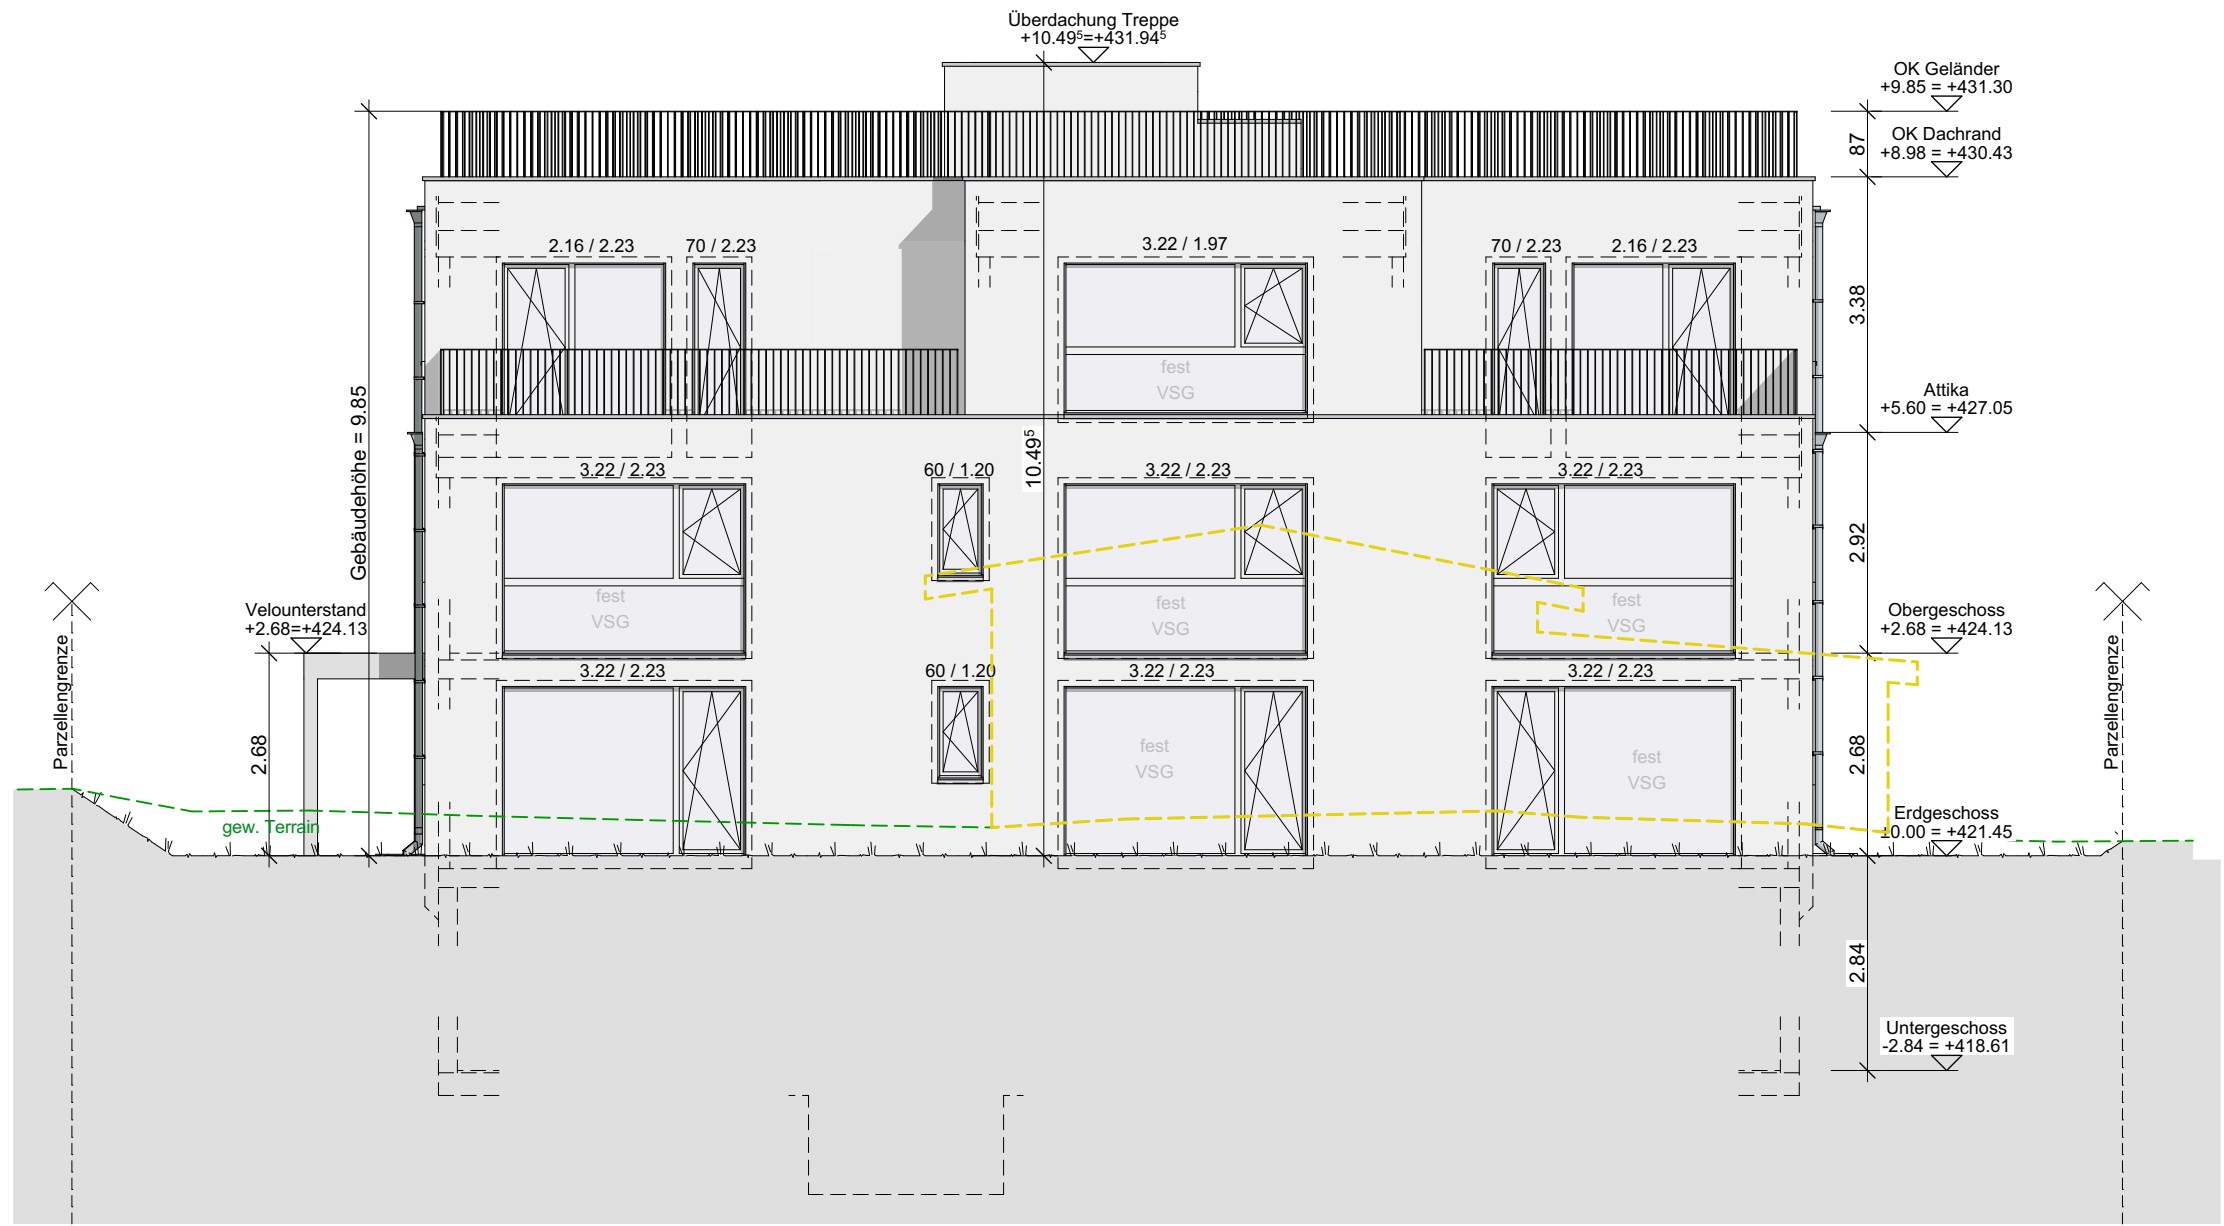 Überdachung Treppe
+10.49⁵=+431.94⁵
OK Geländer
+9.85 = +431.30
87
OK Dachrand
+8.98 = +430.43
2.16 / 2.23
70 / 2.23
3.22 / 1.97
70 / 2.23
2.16 / 2.23
3.38
fest
VSG
Attika
+5.60 = +427.05
Gebäudehöhe = 9.85
10.49⁵
3.22 / 2.23
60 / 1.20
3.22 / 2.23
3.22 / 2.23
2.92
fest
VSG
fest
VSG
fest
VSG
Velounterstand
+2.68=+424.13
Obergeschoss
+2.68 = +424.13
Parzellengrenze
2.68
3.22 / 2.23
60 / 1.20
3.22 / 2.23
3.22 / 2.23
2.68
Parzellengrenze
fest
VSG
fest
VSG
gew. Terrain
Erdgeschoss
±0.00 = +421.45
2.84
Untergeschoss
-2.84 = +418.61